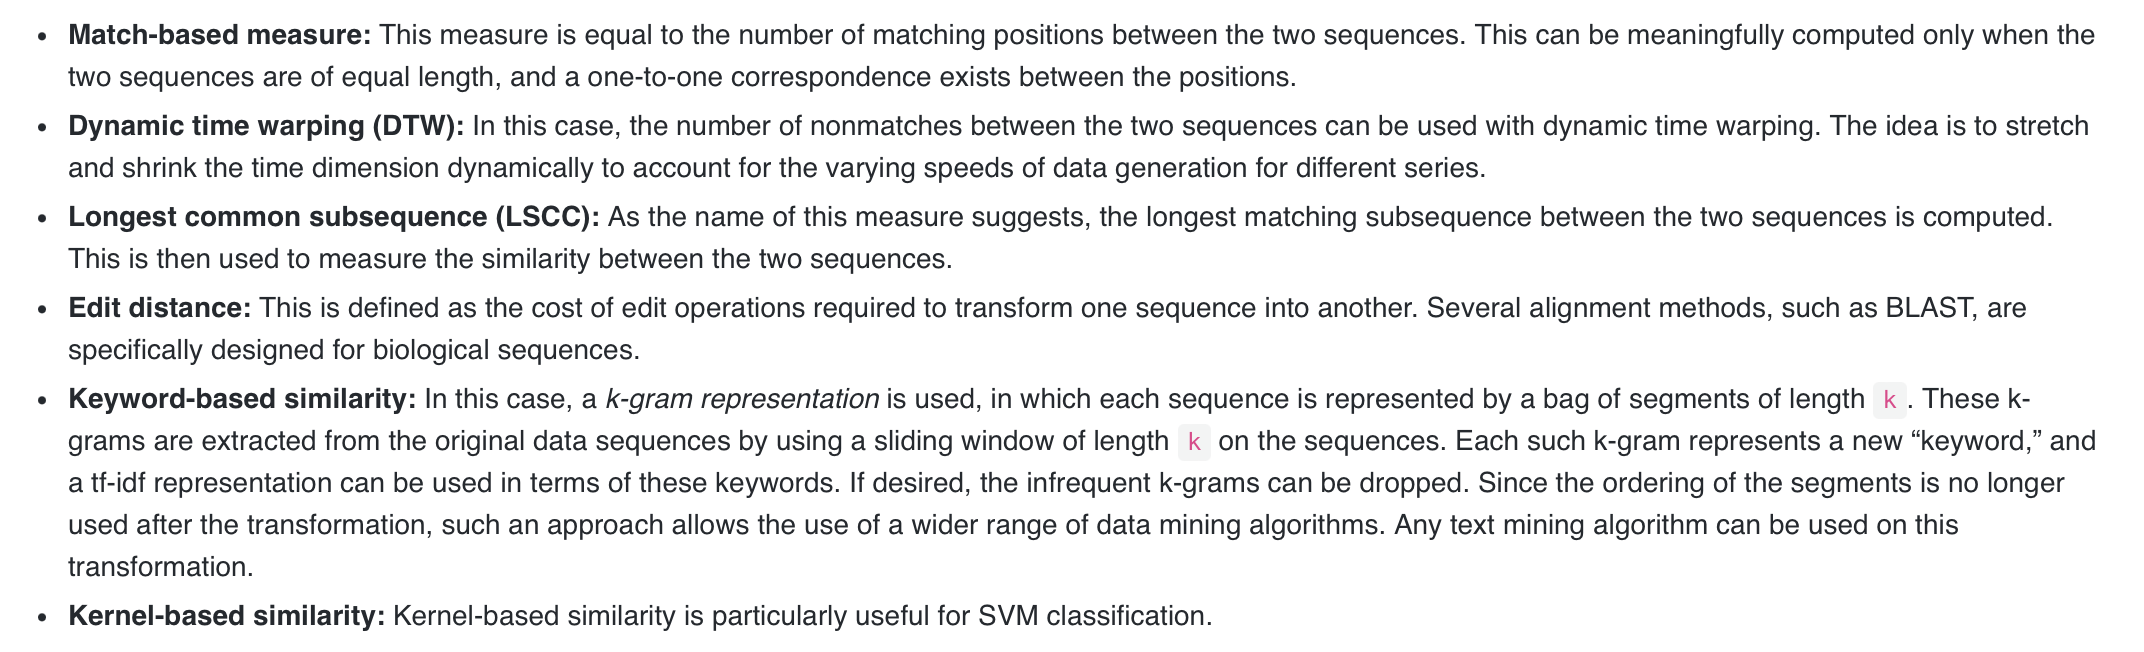 • Match-based measure: This measure is equal to the number of matching positions between the two sequences. This can be meaningfully computed only when the
two sequences are of equal length, and a one-to-one correspondence exists between the positions.
• Dynamic time warping (DTW): In this case, the number of nonmatches between the two sequences can be used with dynamic time warping. The idea is to stretch
and shrink the time dimension dynamically to account for the varying speeds of data generation for different series.
• Longest common subsequence (LSCC): As the name of this measure suggests, the longest matching subsequence between the two sequences is computed.
This is then used to measure the similarity between the two sequences.
• Edit distance: This is defined as the cost of edit operations required to transform one sequence into another. Several alignment methods, such as BLAST, are
specifically designed for biological sequences.
• Keyword-based similarity: In this case, a k-gram representation is used, in which each sequence is represented by a bag of segments of length k. These k-
grams are extracted from the original data sequences by using a sliding window of length k on the sequences. Each such k-gram represents a new “keyword,” and
a tf-idf representation can be used in terms of these keywords. If desired, the infrequent k-grams can be dropped. Since the ordering of the segments is no longer
used after the transformation, such an approach allows the use of a wider range of data mining algorithms. Any text mining algorithm can be used on this
transformation.
• Kernel-based similarity: Kernel-based similarity is particularly useful for SVM classification.